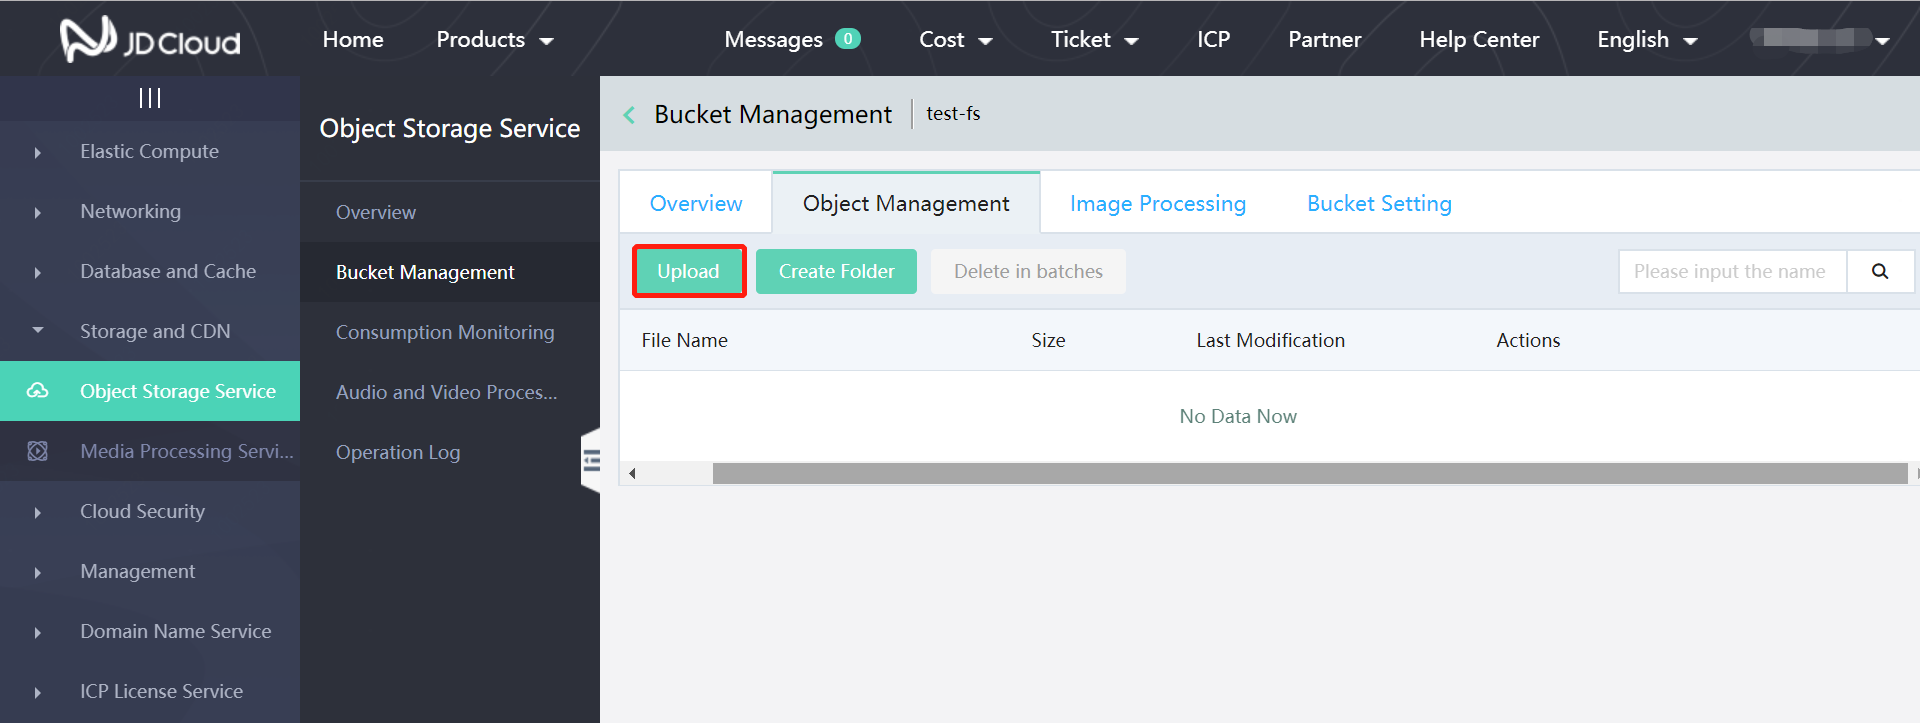 JD Cloud Home Products Messages 0 Cost Ticket ICP Partner Help Center English
Elastic Compute
Networking
Database and Cache
Storage and CDN
Object Storage Service
Media Processing Servi...
Cloud Security
Management
Domain Name Service
ICP License Service
Object Storage Service
Overview
Bucket Management
Consumption Monitoring
Audio and Video Proces...
Operation Log
Bucket Management test-fs
Overview Object Management Image Processing Bucket Setting
Upload Create Folder Delete in batches Please input the name
File Name Size Last Modification Actions
No Data Now